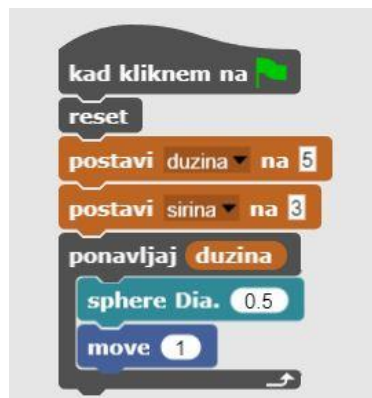 kad kliknem na
reset
postavi duzina na 5
postavi sirina na 3
ponavljaj duzina
sphere Dia. 0.5
move 1